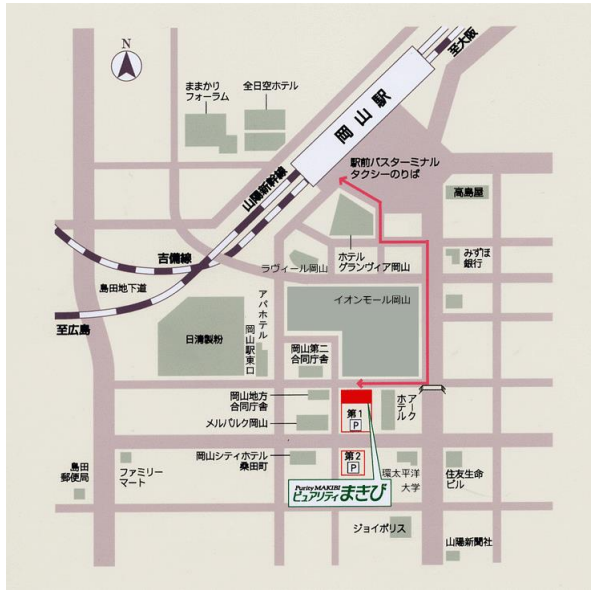 N
至大阪
ままかり
フォーラム
全日空ホテル
岡山駅
駅前バスターミナル
タクシーのりば
山陽新幹線
高島屋
吉備線
ラヴィール岡山
ホテル
グランヴィア岡山
みずほ
銀行
島田地下道
至広島
日清製粉
アパホテル
岡山駅東口
イオンモール岡山
岡山第二
合同庁舎
岡山地方
合同庁舎
メルパルク岡山
第1
P
アーク
ホテル
岡山シティホテル
桑田町
第2
P
環太平洋
大学
住友生命
ビル
島田
郵便局
ファミリー
マート
Purity MAKIBI
ピュアリティまきび
ジョイポリス
山陽新聞社